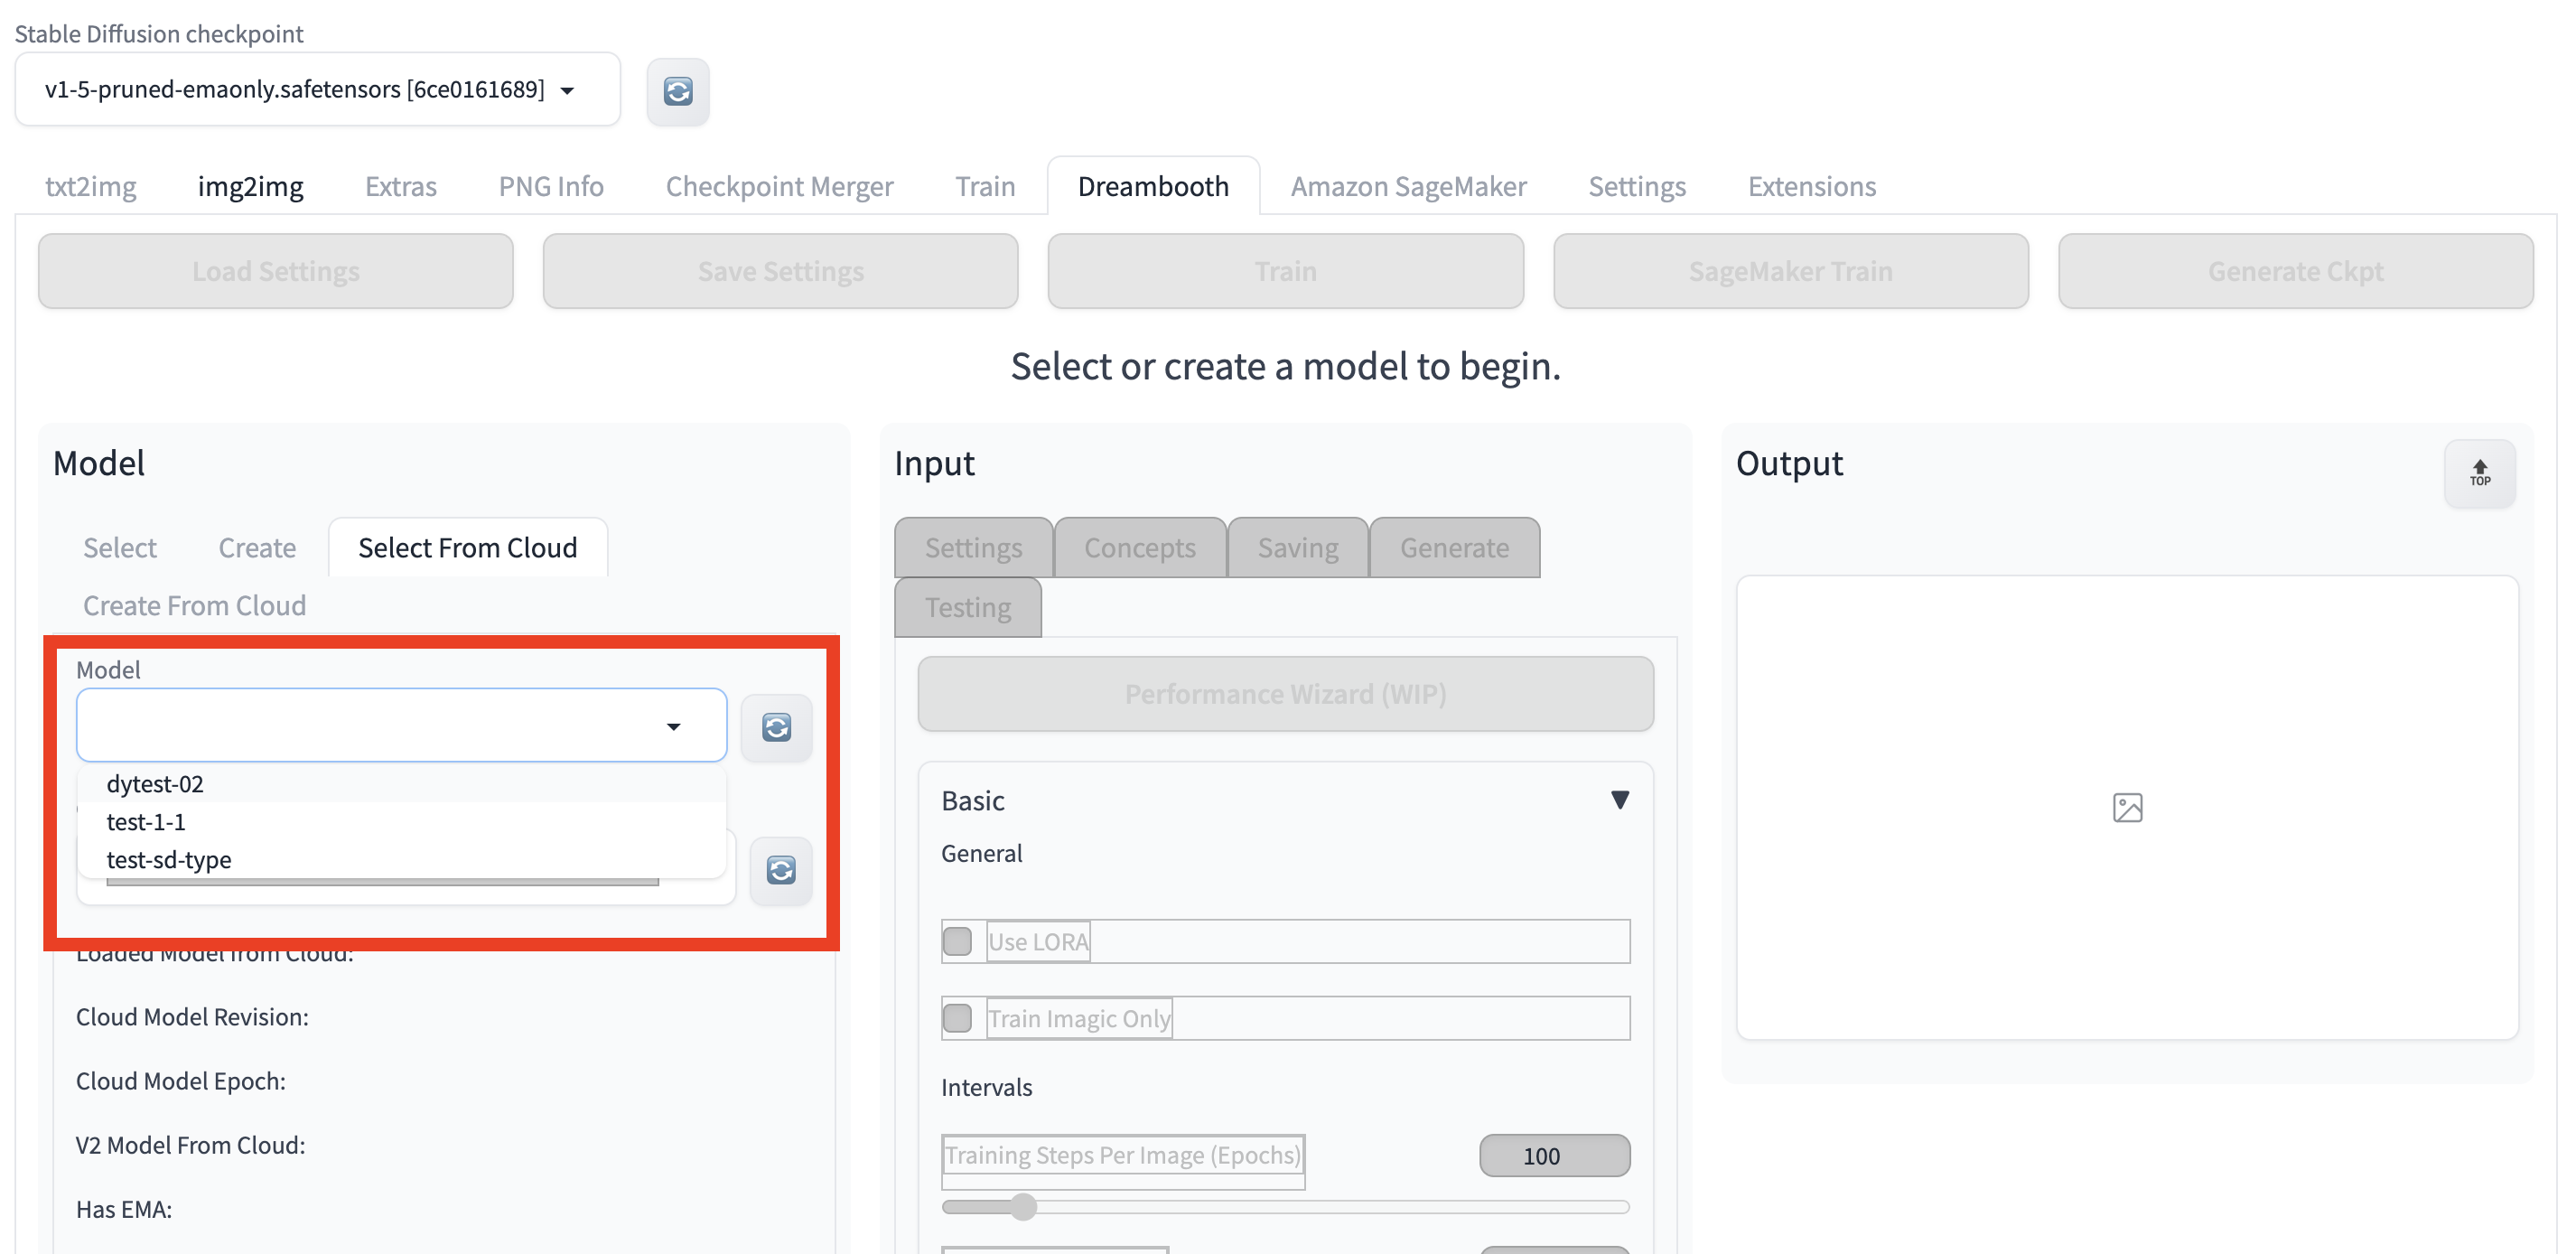 Stable Diffusion checkpoint
v1-5-pruned-emaonly.safetensors [6ce0161689]
txt2img img2img Extras PNG Info Checkpoint Merger Train Dreambooth Amazon SageMaker Settings Extensions
Load Settings Save Settings Train SageMaker Train Generate Ckpt
Select or create a model to begin.
Model
Select Create Select From Cloud
Create From Cloud
Model
dytest-02
test-1-1
test-sd-type
Loaded Model from Cloud:
Cloud Model Revision:
Cloud Model Epoch:
V2 Model From Cloud:
Has EMA:
Input
Settings Concepts Saving Generate
Testing
Performance Wizard (WIP)
Basic
General
Use LORA
Train Imagic Only
Intervals
Training Steps Per Image (Epochs) 100
Output
TOP